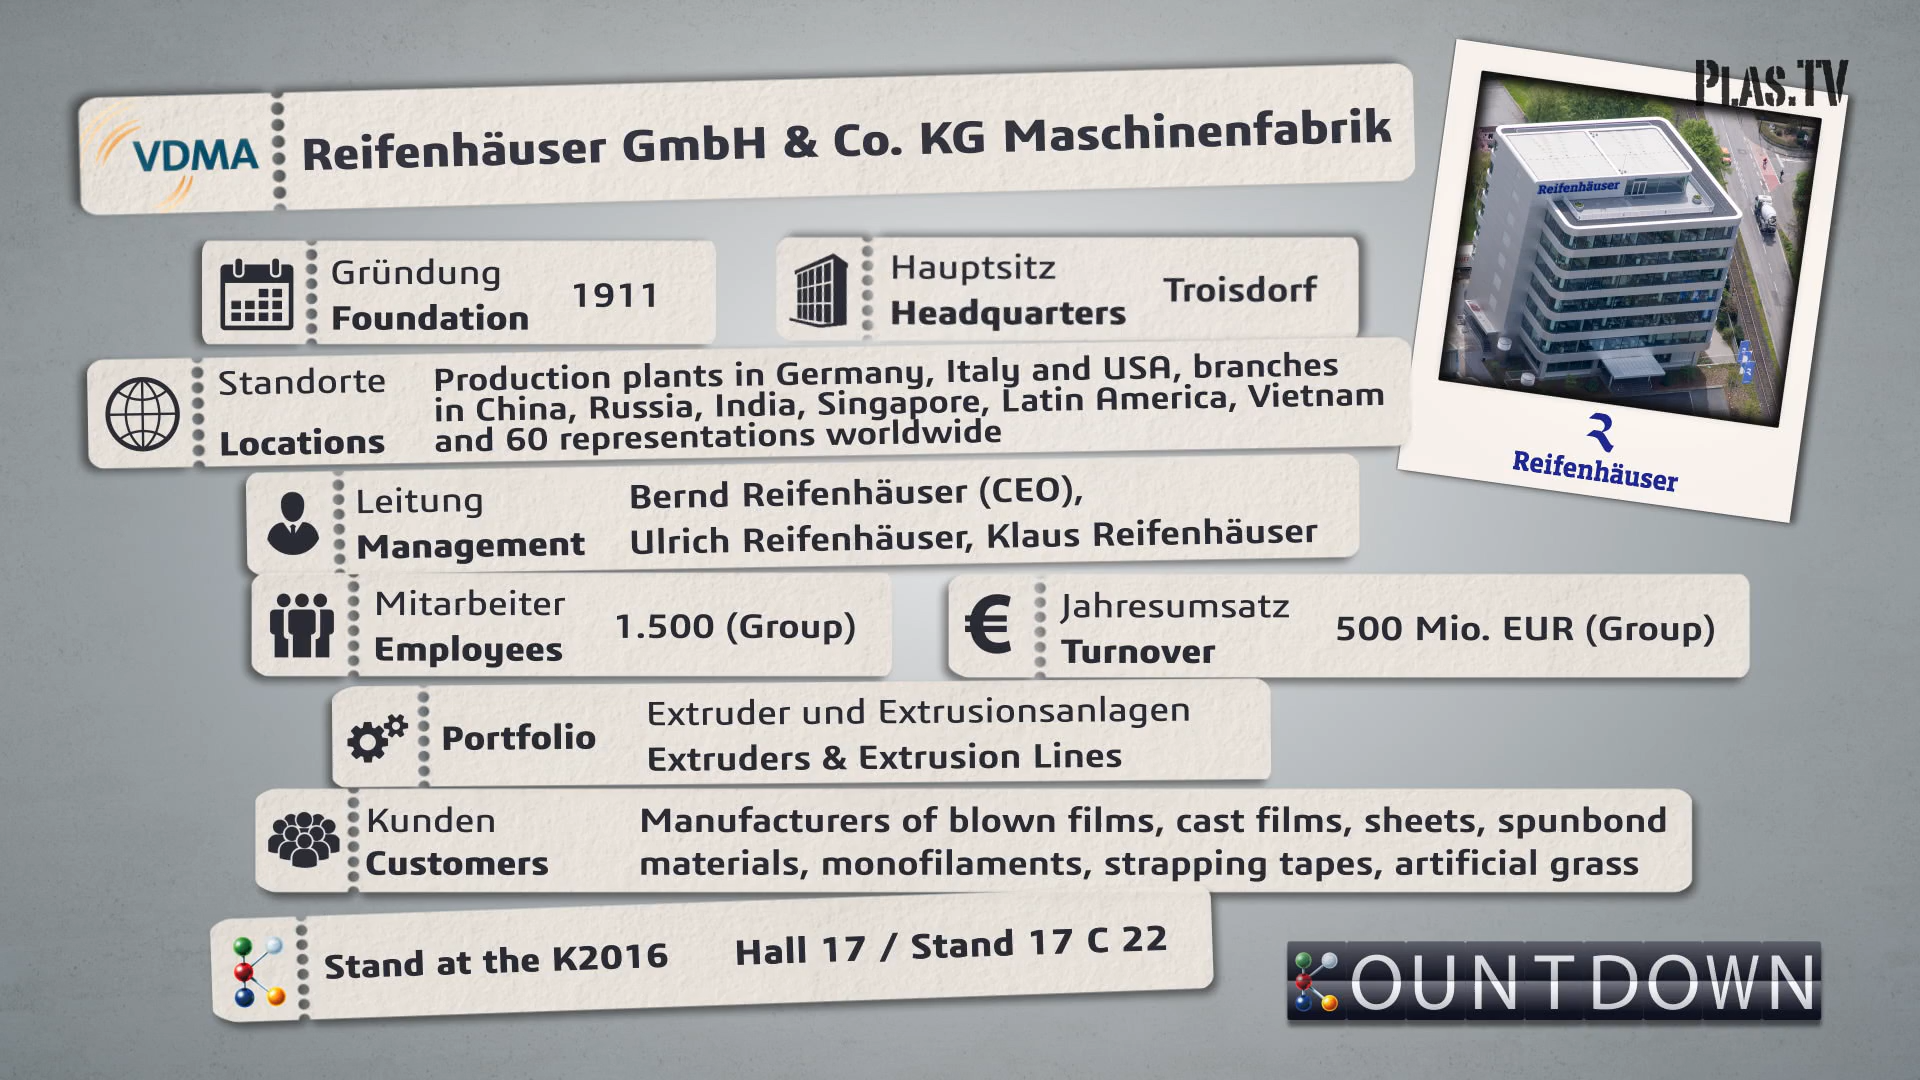 PLAS.TV
VDMA
Reifenhäuser GmbH & Co. KG Maschinenfabrik
Reifenhäuser
Gründung
Foundation
1911
Hauptsitz
Headquarters
Troisdorf
Standorte
Locations
Production plants in Germany, Italy and USA, branches
in China, Russia, India, Singapore, Latin America, Vietnam
and 60 representations worldwide
Reifenhäuser
Leitung
Management
Bernd Reifenhäuser (CEO),
Ulrich Reifenhäuser, Klaus Reifenhäuser
Mitarbeiter
Employees
1.500 (Group)
Jahresumsatz
Turnover
500 Mio. EUR (Group)
Portfolio
Extruder und Extrusionsanlagen
Extruders & Extrusion Lines
Kunden
Customers
Manufacturers of blown films, cast films, sheets, spunbond
materials, monofilaments, strapping tapes, artificial grass
Stand at the K2016
Hall 17 / Stand 17 C 22
KOUNTDOWN